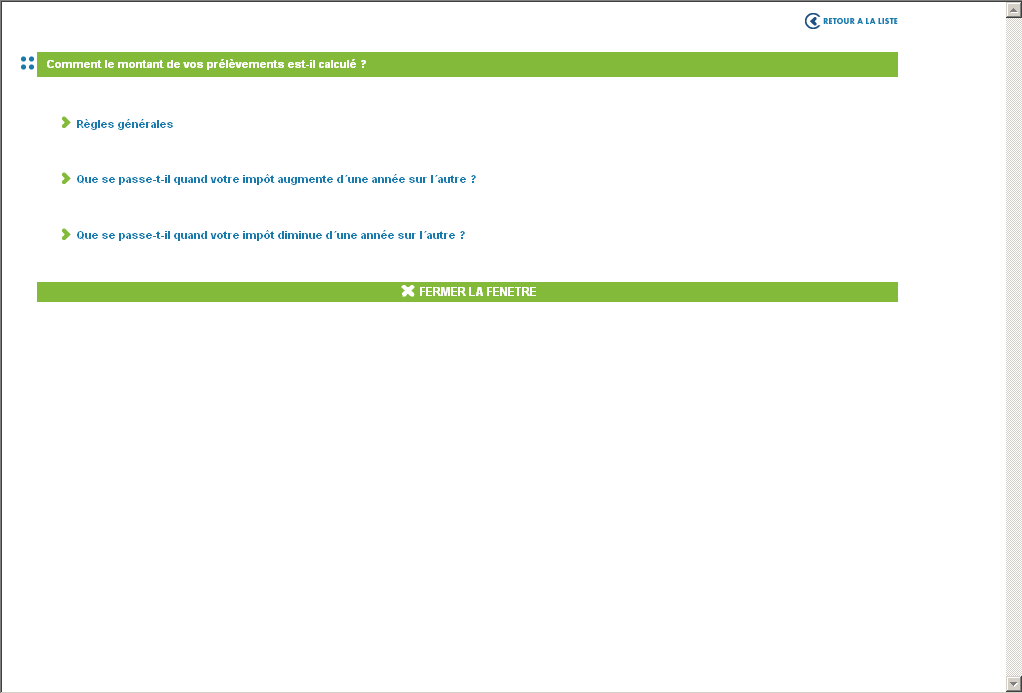 RETOUR A LA LISTE
Comment le montant de vos prélèvements est-il calculé ?
Règles générales
Que se passe-t-il quand votre impôt augmente d´une année sur l´autre ?
Que se passe-t-il quand votre impôt diminue d´une année sur l´autre ?
FERMER LA FENETRE